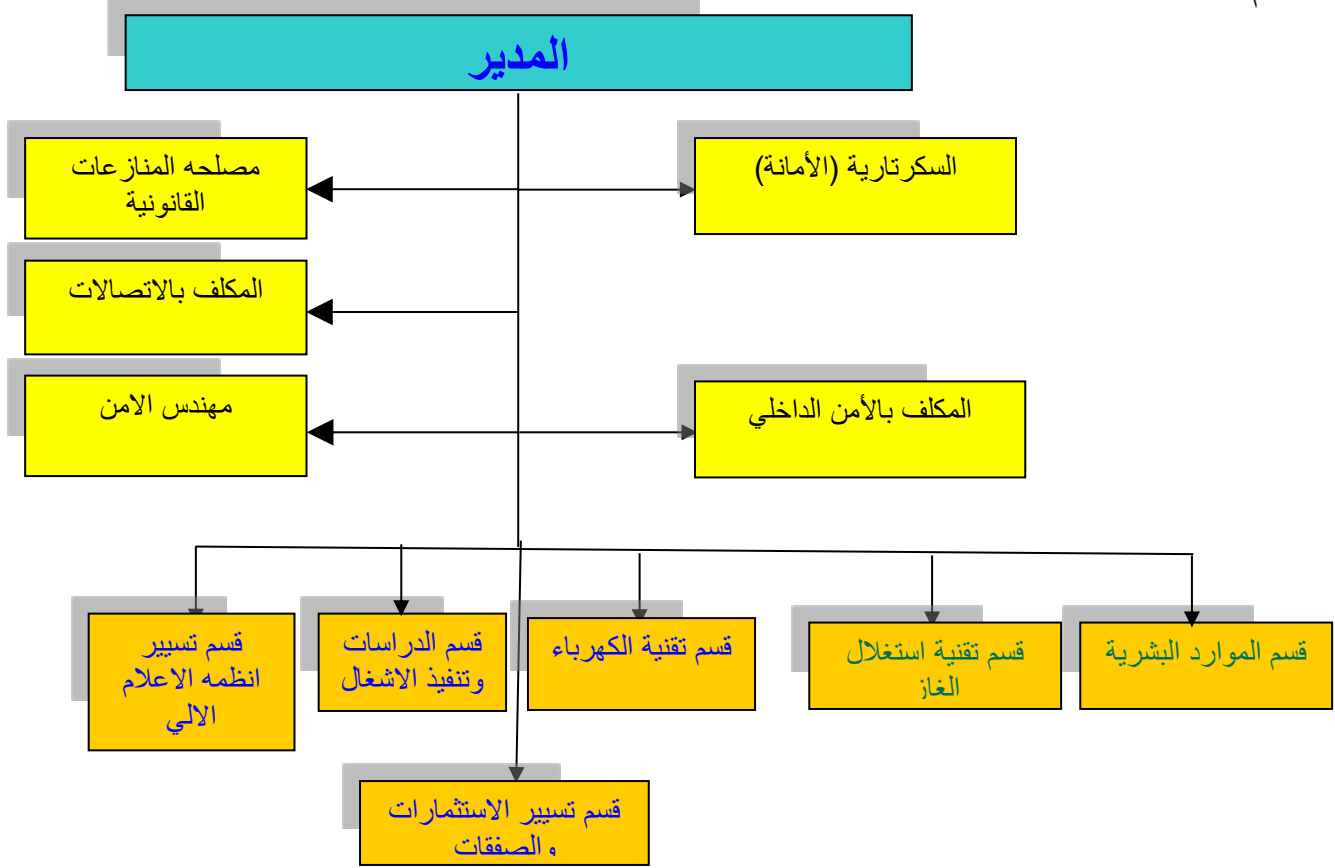 المدير
السكرتارية (الأمانة)
مصلحه المنازعات
القانونية
المكلف بالاتصالات
المكلف بالأمن الداخلي
مهندس الامن
قسم الموارد البشرية
قسم تقنية استغلال
الغاز
قسم تقنية الكهرباء
قسم الدراسات
وتنفيذ الاشغال
قسم تسيير
انظمه الاعلام
الالي
قسم تسيير الاستثمارات
والصفقات